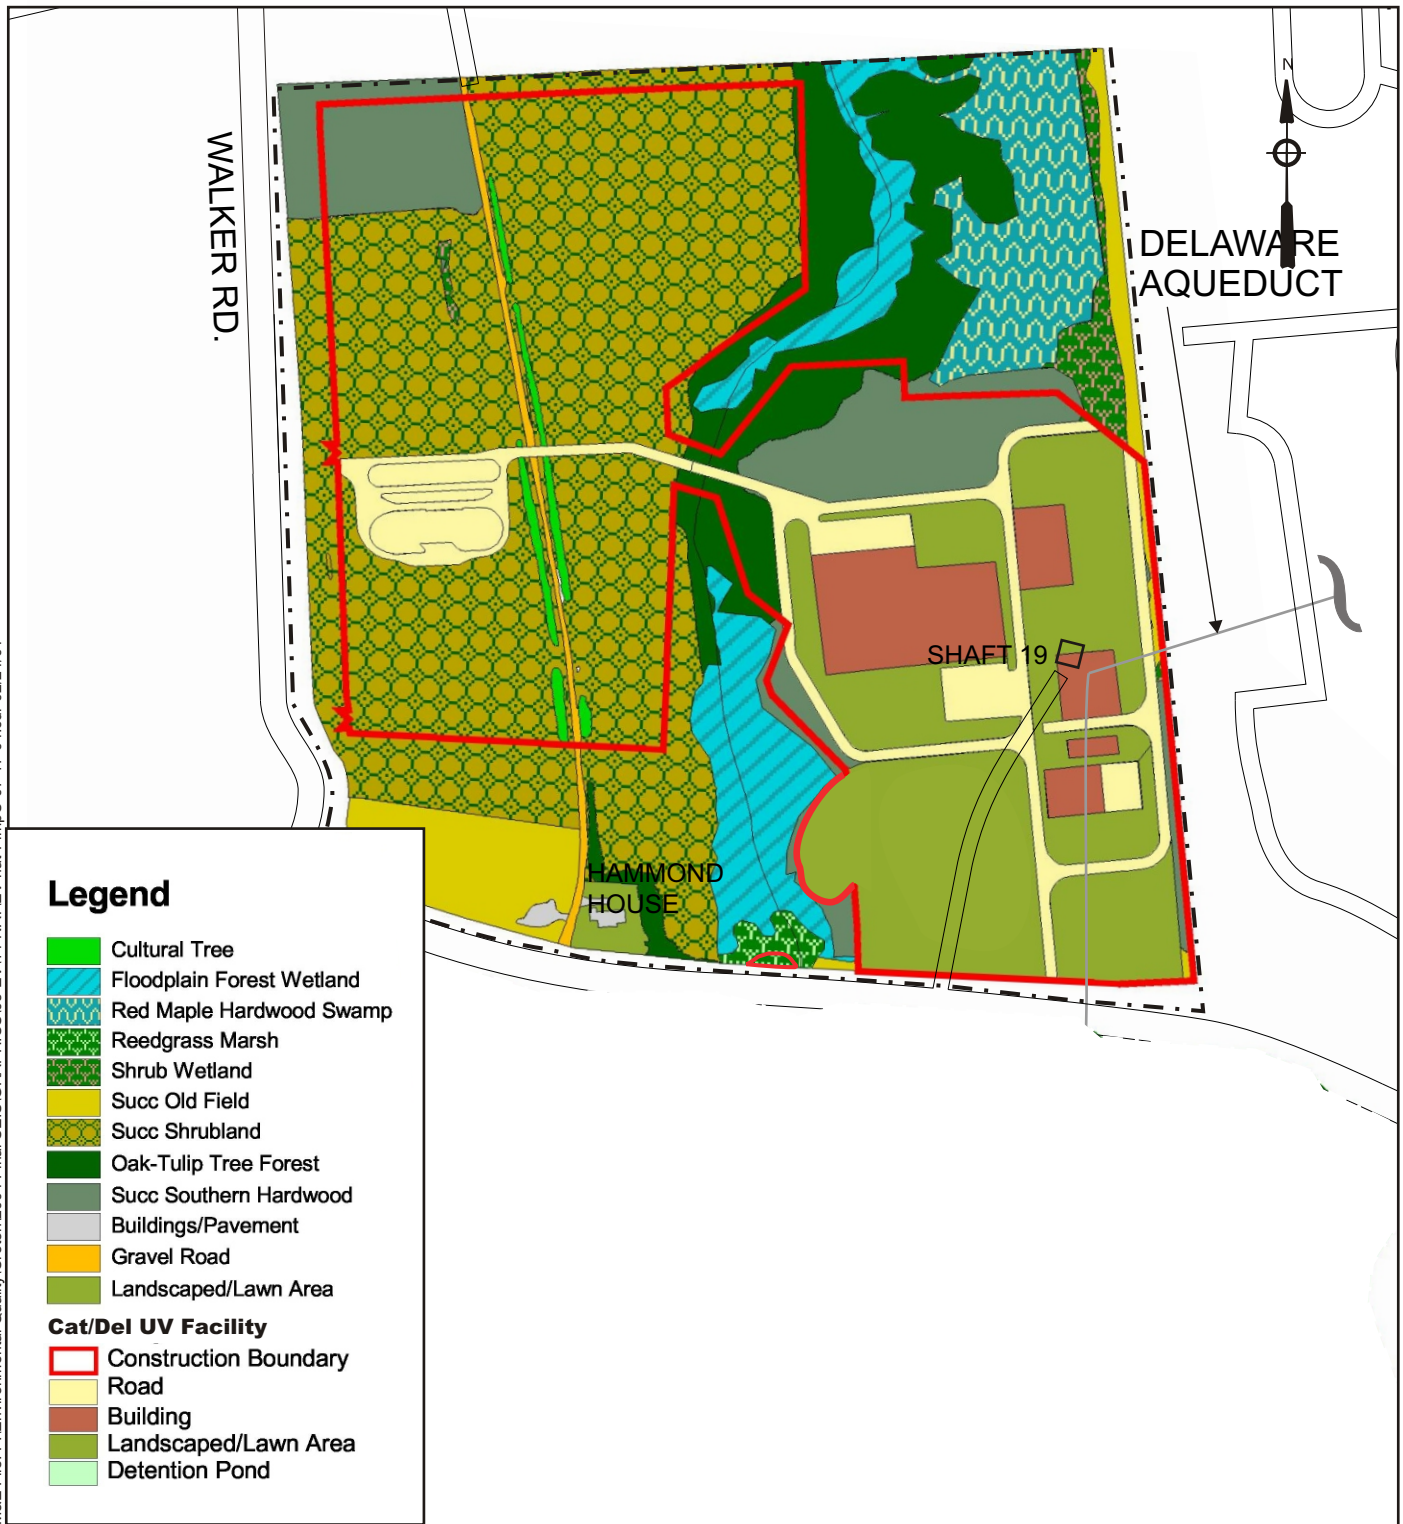 N
WALKER RD.
DELAWARE
AQUEDUCT
SHAFT 19
HAMMOND
HOUSE
Legend
Cultural Tree
Floodplain Forest Wetland
Red Maple Hardwood Swamp
Reedgrass Marsh
Shrub Wetland
Succ Old Field
Succ Shrubland
Oak-Tulip Tree Forest
Succ Southern Hardwood
Buildings/Pavement
Gravel Road
Landscaped/Lawn Area
Cat/Del UV Facility
Construction Boundary
Road
Building
Landscaped/Lawn Area
Detention Pond